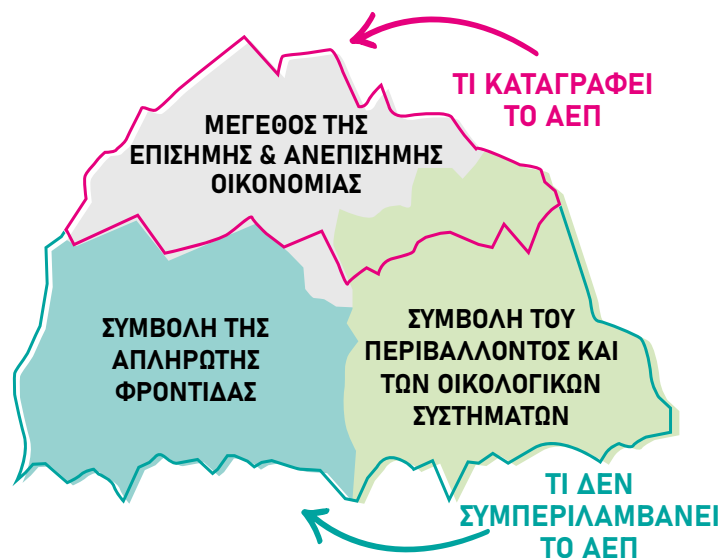 ΤΙ ΚΑΤΑΓΡΑΦΕΙ
ΤΟ ΑΕΠ
ΜΕΓΕΘΟΣ ΤΗΣ
ΕΠΙΣΗΜΗΣ & ΑΝΕΠΙΣΗΜΗΣ
ΟΙΚΟΝΟΜΙΑΣ
ΣΥΜΒΟΛΗ ΤΗΣ
ΑΠΛΗΡΩΤΗΣ
ΦΡΟΝΤΙΔΑΣ
ΣΥΜΒΟΛΗ ΤΟΥ
ΠΕΡΙΒΑΛΛΟΝΤΟΣ ΚΑΙ
ΤΩΝ ΟΙΚΟΛΟΓΙΚΩΝ
ΣΥΣΤΗΜΑΤΩΝ
ΤΙ ΔΕΝ
ΣΥΜΠΕΡΙΛΑΜΒΑΝΕΙ
ΤΟ ΑΕΠ